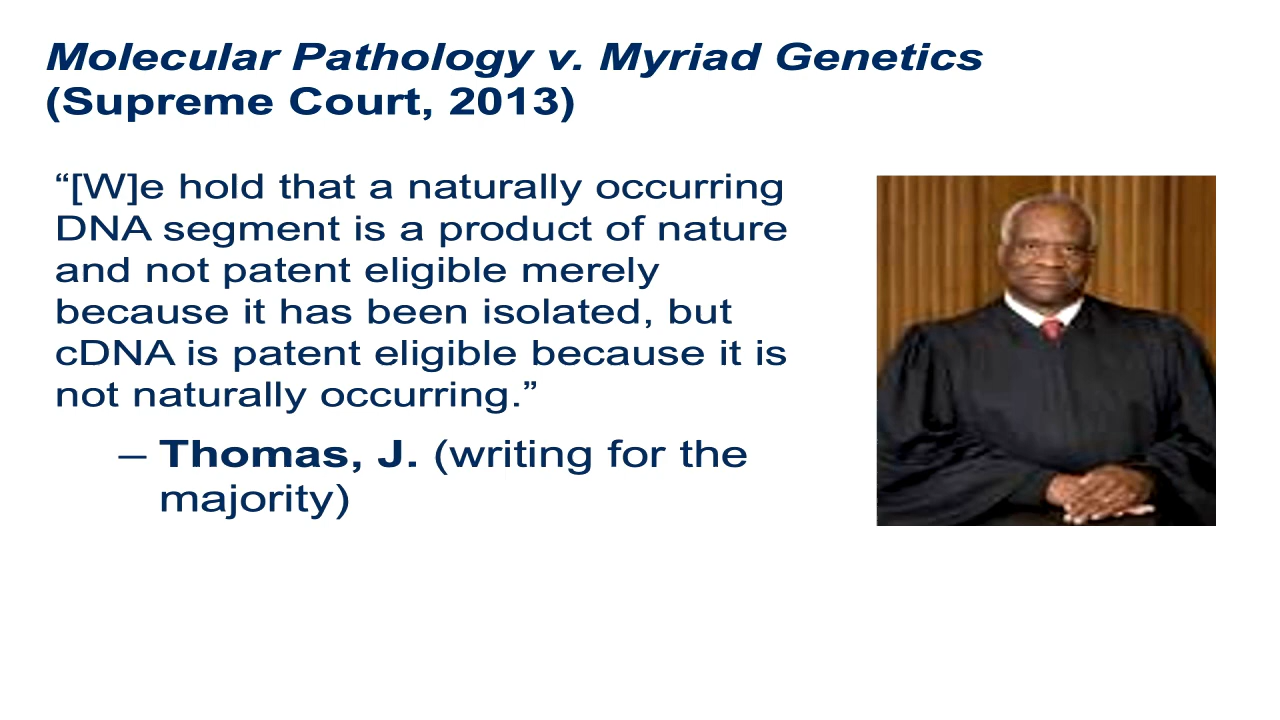 Molecular Pathology v. Myriad Genetics
(Supreme Court, 2013)
“[W]e hold that a naturally occurring
DNA segment is a product of nature
and not patent eligible merely
because it has been isolated, but
cDNA is patent eligible because it is
not naturally occurring.”
– Thomas, J. (writing for the
majority)